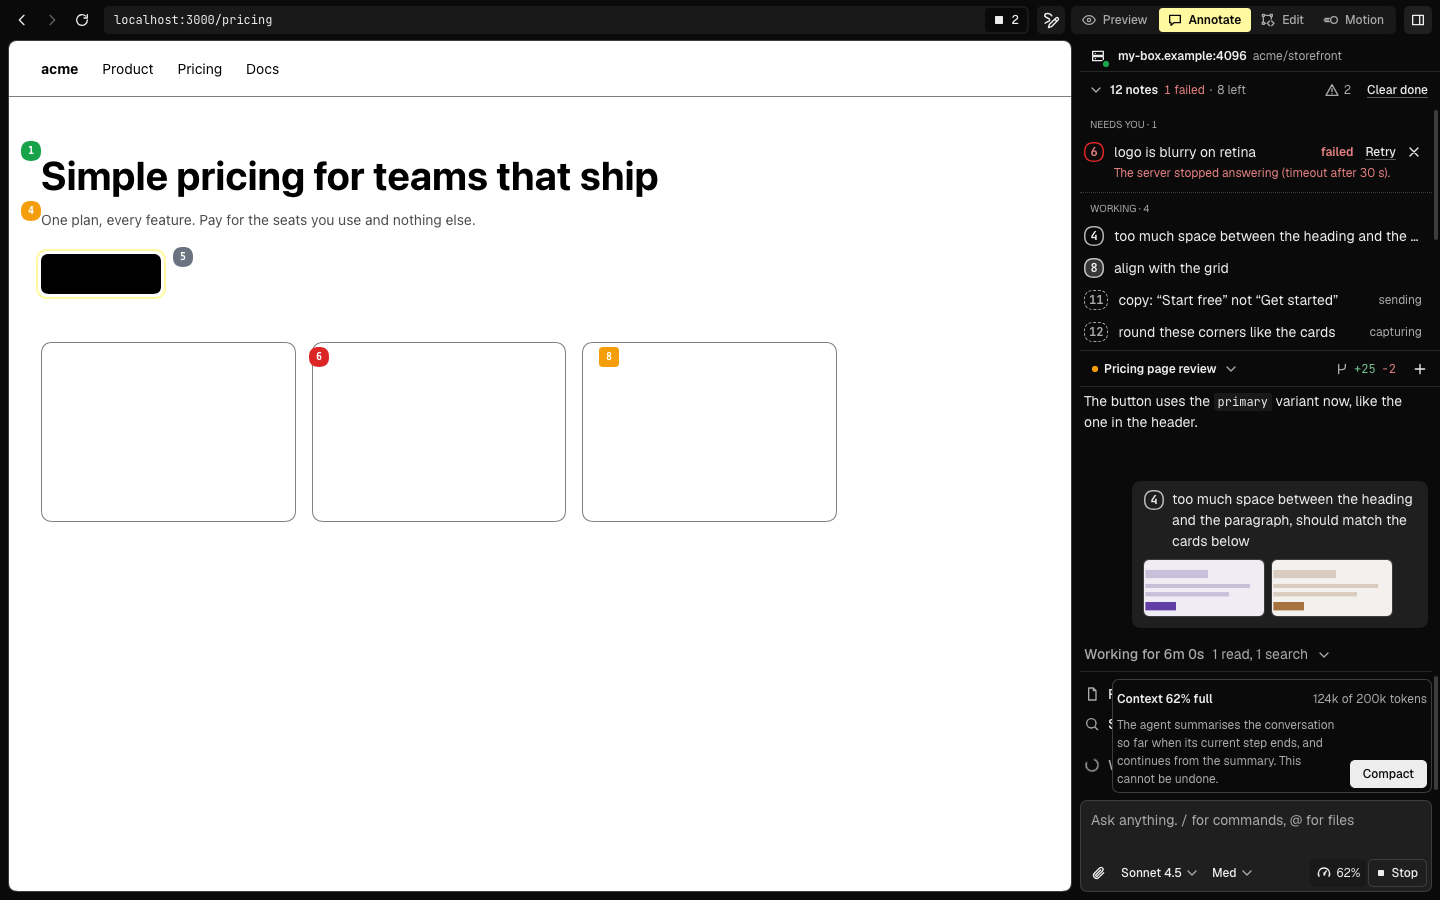 localhost:3000/pricing
2
Preview
Annotate
Edit
Motion
acme
Product
Pricing
Docs
1
Simple pricing for teams that ship
4
One plan, every feature. Pay for the seats you use and nothing else.
5
6
8
my-box.example:4096 acme/storefront
12 notes 1 failed · 8 left
2
Clear done
NEEDS YOU · 1
6 logo is blurry on retina failed Retry
The server stopped answering (timeout after 30 s).
WORKING · 4
4 too much space between the heading and the …
8 align with the grid
11 copy: “Start free” not “Get started” sending
12 round these corners like the cards capturing
Pricing page review +25 -2
The button uses the primary variant now, like the
one in the header.
4 too much space between the heading
and the paragraph, should match the
cards below
Working for 6m 0s 1 read, 1 search
Context 62% full 124k of 200k tokens
The agent summarises the conversation
so far when its current step ends, and
continues from the summary. This
cannot be undone.
Compact
Ask anything. / for commands, @ for files
Sonnet 4.5 Med 62% Stop